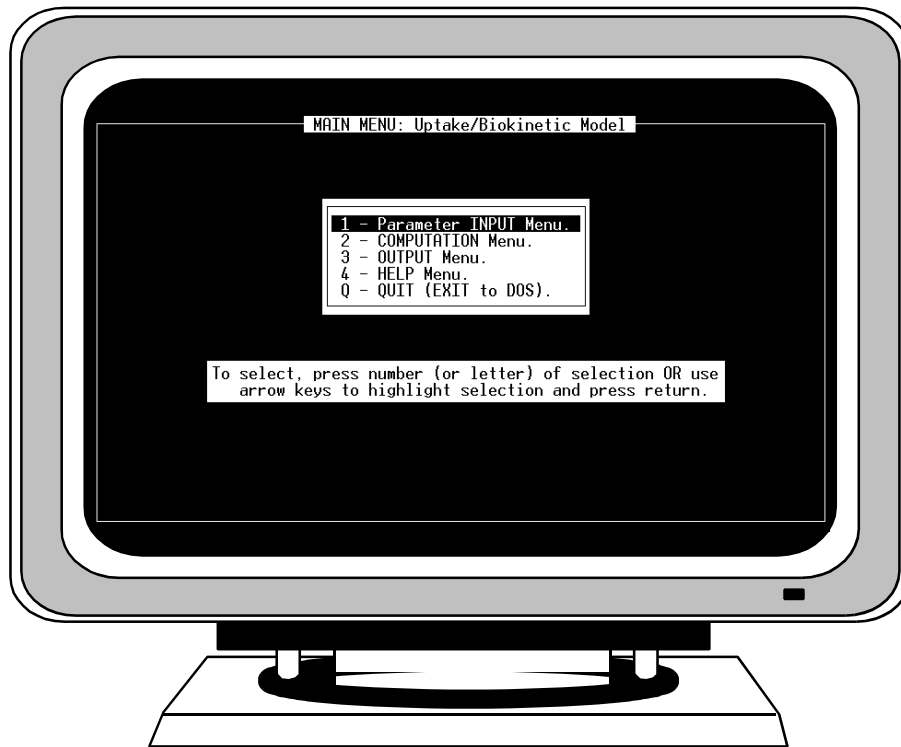 MAIN MENU: Uptake/Biokinetic Model
1 - Parameter INPUT Menu.
2 - COMPUTATION Menu.
3 - OUTPUT Menu.
4 - HELP Menu.
Q - QUIT (EXIT to DOS).
To select, press number (or letter) of selection OR use
arrow keys to highlight selection and press return.